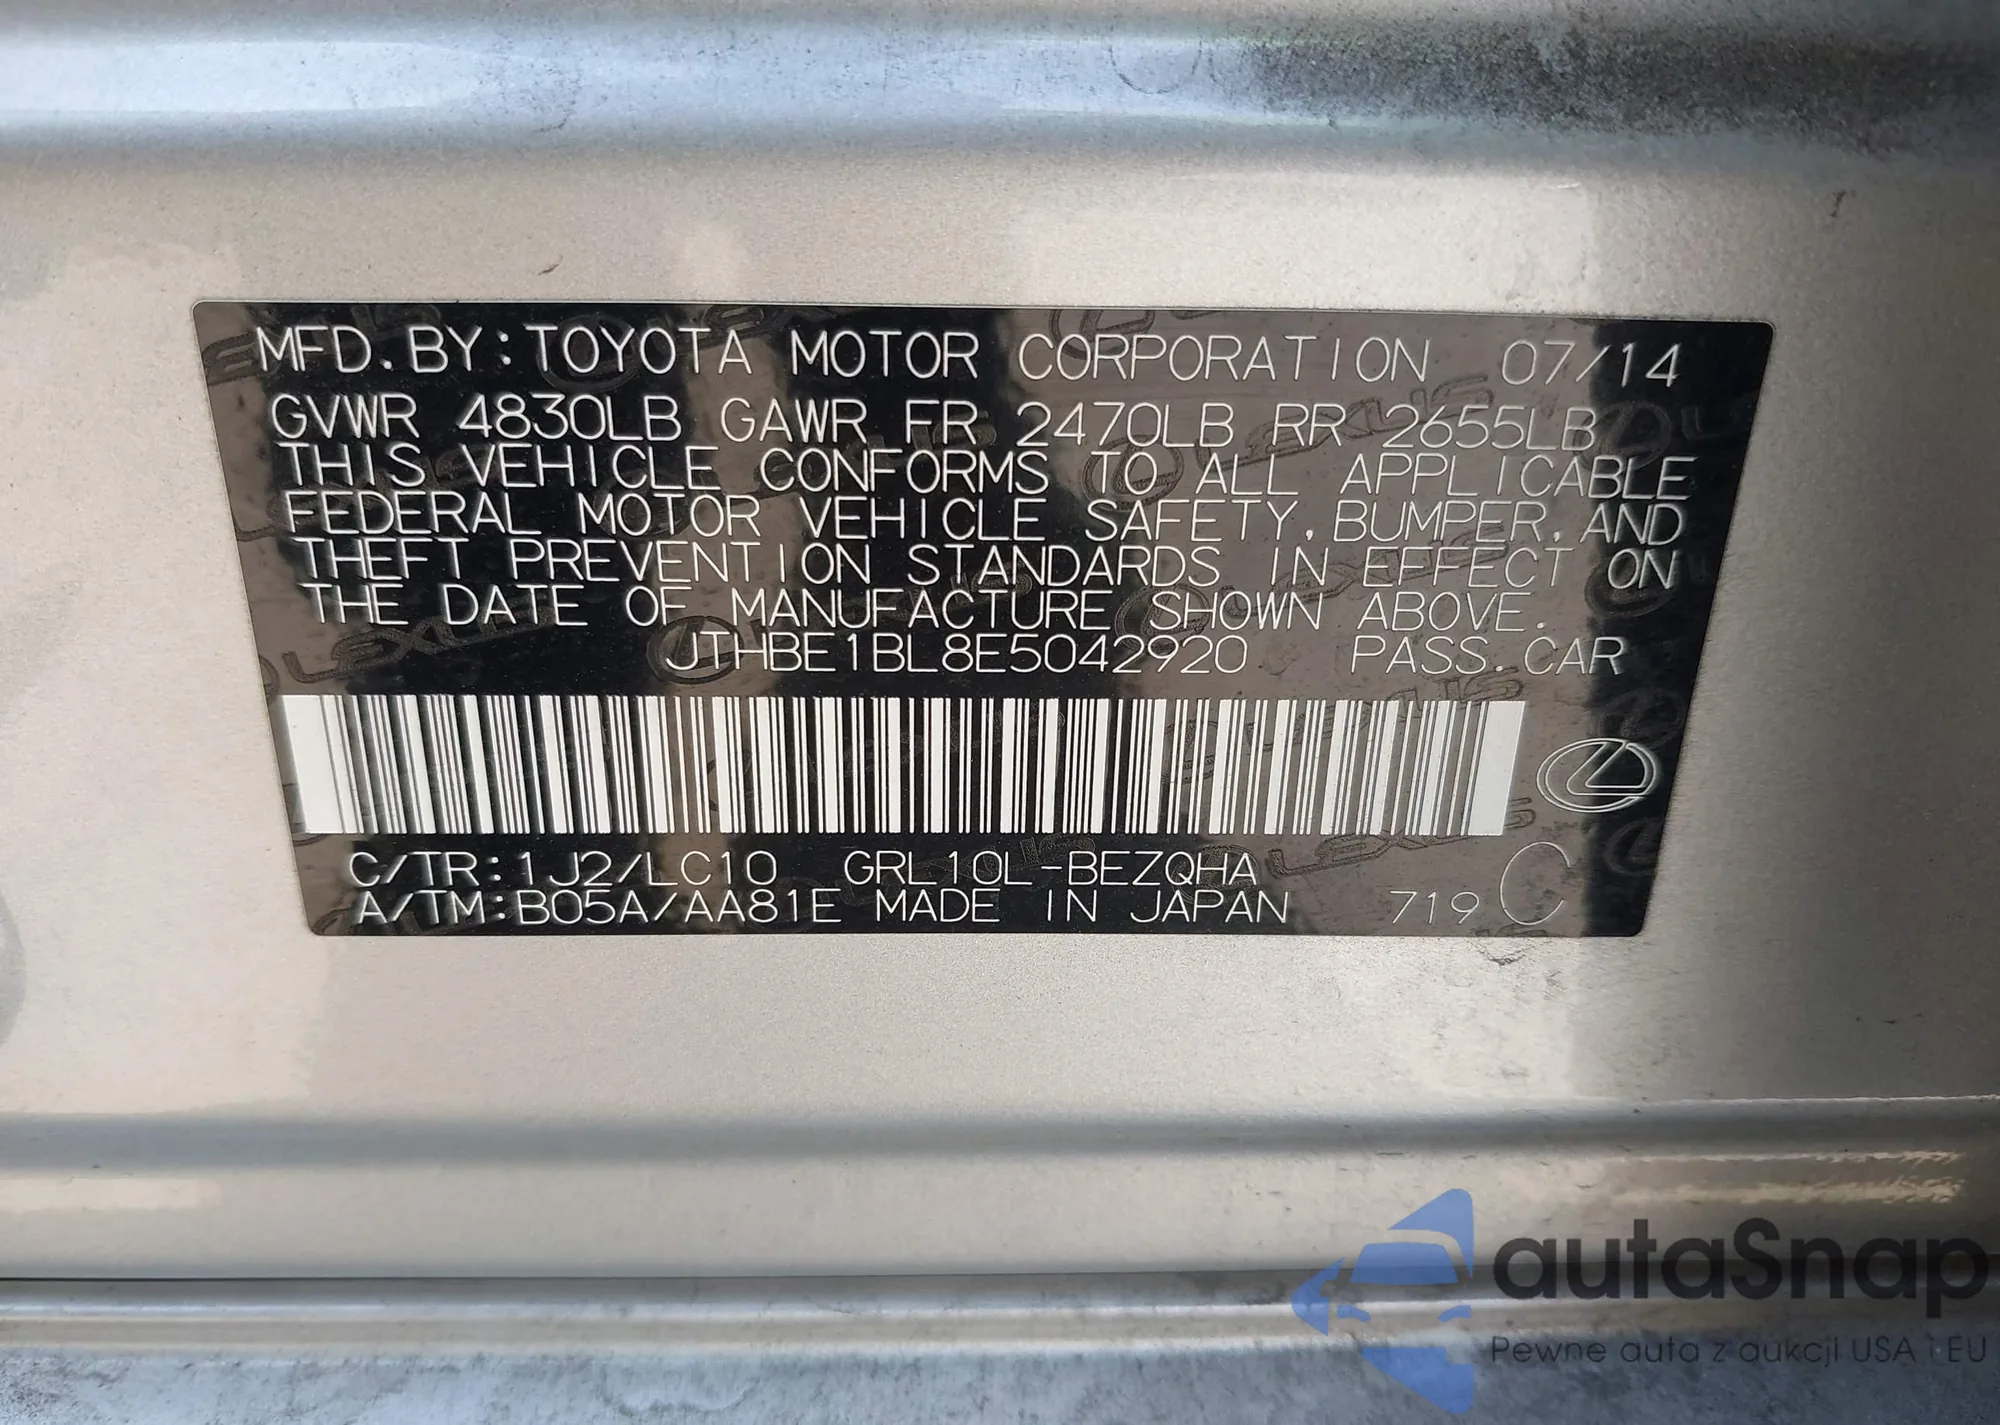 MFD. BY: TOYOTA MOTOR CORPORATION 07/14
GVWR 4830LB GAWR FR 2470LB RR 2655LB
THIS VEHICLE CONFORMS TO ALL APPLICABLE
FEDERAL MOTOR VEHICLE SAFETY, BUMPER, AND
THEFT PREVENTION STANDARDS IN EFFECT ON
THE DATE OF MANUFACTURE SHOWN ABOVE.
JTHBE1BL8E5042920 PASS. CAR
C/TR: 1J2/LC10 GRL10L-BEZQHA
A/TM: B05A/AA81E MADE IN JAPAN 719 C
autaSnap
Pewne auta z aukcji USA i EU